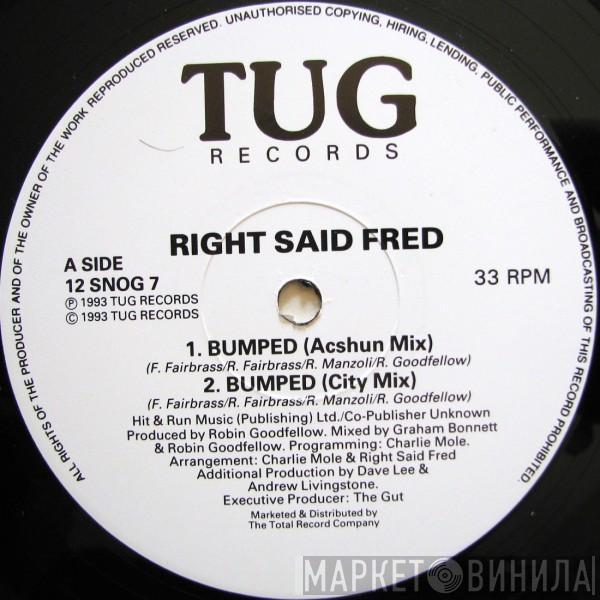 ALL RIGHTS OF THE PRODUCER AND OF THE OWNER OF THE WORK REPRODUCED RESERVED. UNAUTHORISED COPYING, HIRING, LENDING, PUBLIC PERFORMANCE AND BROADCASTING OF THIS RECORD PROHIBITED.
TUG
RECORDS
RIGHT SAID FRED
A SIDE
12 SNOG 7
℗ 1993 TUG RECORDS
© 1993 TUG RECORDS
33 RPM
1. BUMPED (Acshun Mix)
(F. Fairbrass/R. Fairbrass/R. Manzoli/R. Goodfellow)
2. BUMPED (City Mix)
(F. Fairbrass/R. Fairbrass/R. Manzoli/R. Goodfellow)
Hit & Run Music (Publishing) Ltd./Co-Publisher Unknown
Produced by Robin Goodfellow. Mixed by Graham Bonnett
& Robin Goodfellow. Programming: Charlie Mole.
Arrangement: Charlie Mole & Right Said Fred
Additional Production by Dave Lee &
Andrew Livingstone.
Executive Producer: The Gut
Marketed & Distributed by
The Total Record Company
МАРКЕТ ВИНИЛА